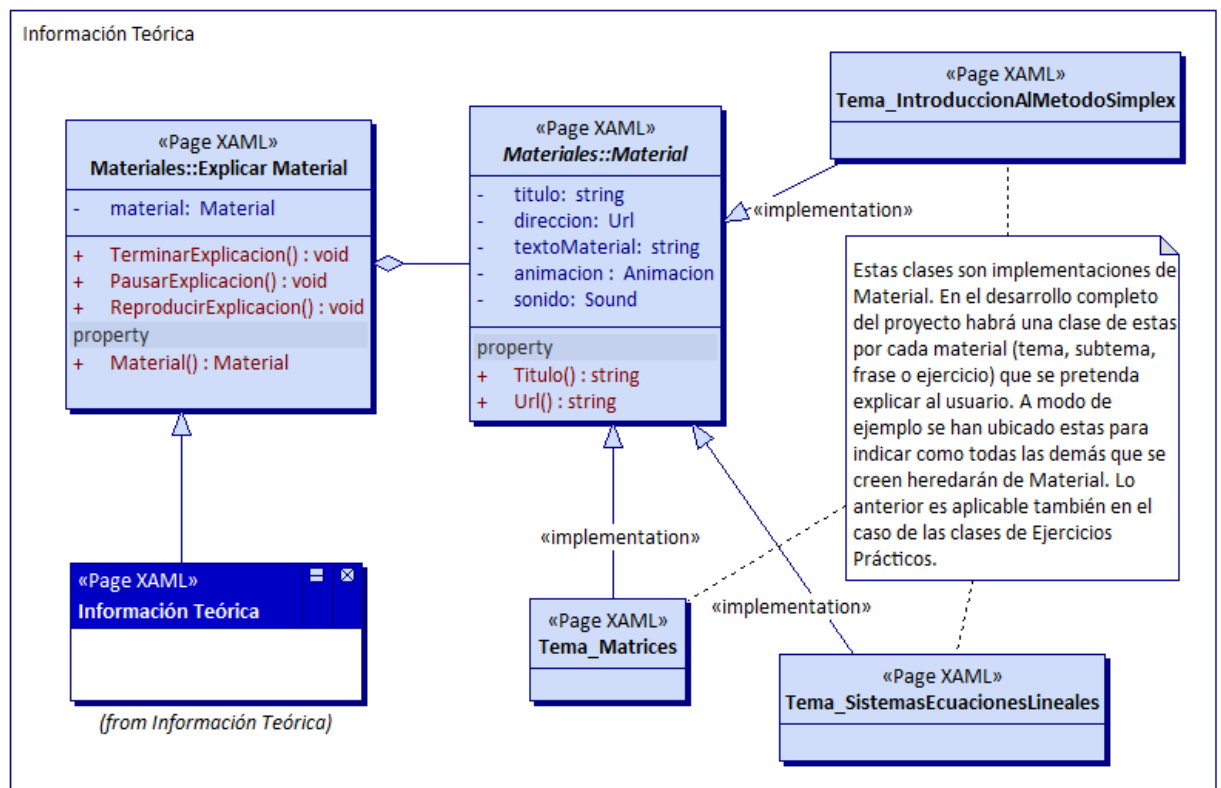 Información Teórica
«Page XAML»
Materiales::Explicar Material
- material: Material
+ TerminarExplicacion() : void
+ PausarExplicacion() : void
+ ReproducirExplicacion() : void
property
+ Material() : Material
«Page XAML»
Materiales::Material
- titulo: string
- direccion: Url
- textoMaterial: string
- animacion : Animacion
- sonido: Sound
property
+ Titulo() : string
+ Url() : string
«Page XAML»
Tema_IntroduccionAlMetodoSimplex
«implementation»
Estas clases son implementaciones de
Material. En el desarrollo completo
del proyecto habrá una clase de estas
por cada material (tema, subtema,
frase o ejercicio) que se pretenda
explicar al usuario. A modo de
ejemplo se han ubicado estas para
indicar como todas las demás que se
creen heredarán de Material. Lo
anterior es aplicable también en el
caso de las clases de Ejercicios
Prácticos.
«implementation»
«implementation»
«Page XAML»
Información Teórica
(from Información Teórica)
«Page XAML»
Tema_Matrices
«Page XAML»
Tema_SistemasEcuacionesLineales